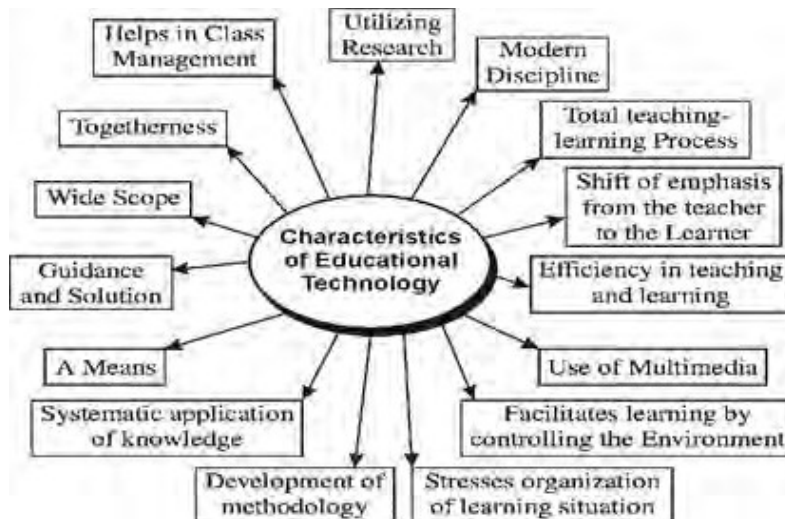 Helps in Class
Management
Utilizing
Research
Modern
Discipline
Togetherness
Total teaching-
learning Process
Wide Scope
Shift of emphasis
from the teacher
to the Learner
Characteristics
of Educational
Technology
Guidance
and Solution
Efficiency in teaching
and learning
A Means
Use of Multimedia
Systematic application
of knowledge
Facilitates learning by
controlling the Environment
Development of
methodology
Stresses organization
of learning situation